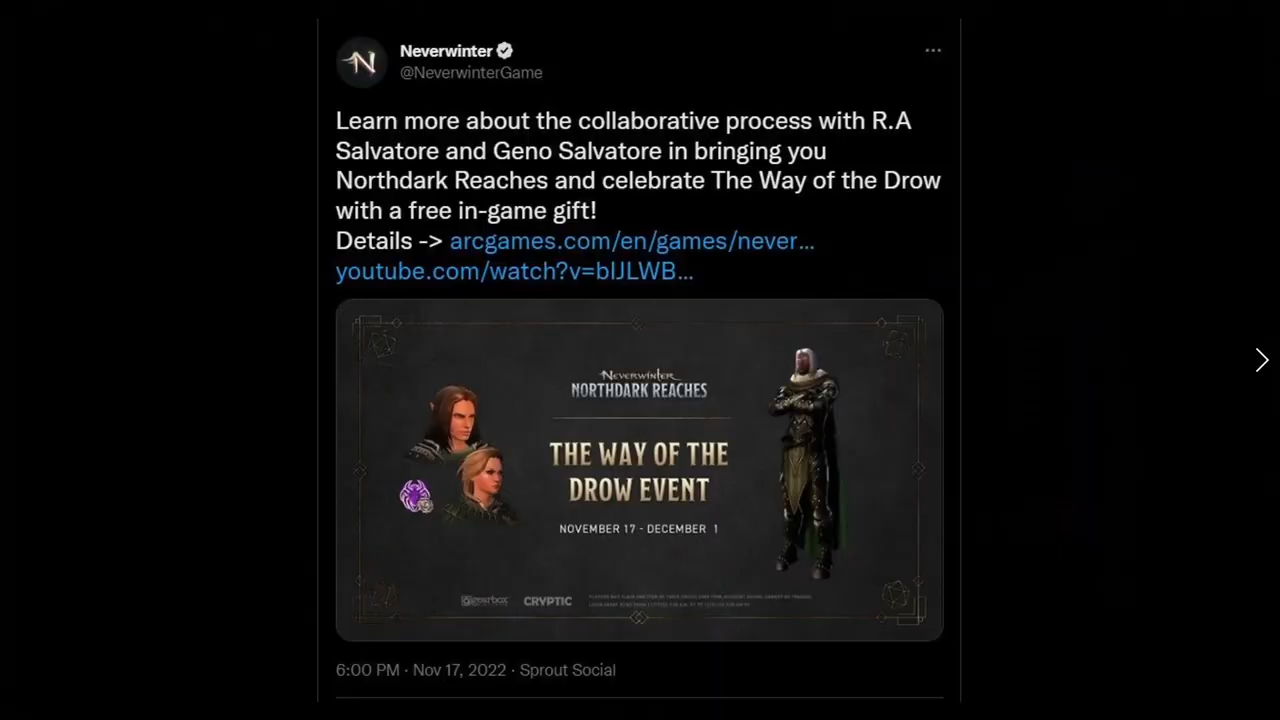 Neverwinter
@NeverwinterGame
Learn more about the collaborative process with R.A
Salvatore and Geno Salvatore in bringing you
Northdark Reaches and celebrate The Way of the Drow
with a free in-game gift!
Details -> arcgames.com/en/games/never...
youtube.com/watch?v=bIJLWB...
NEVERWINTER
NORTHDARK REACHES
THE WAY OF THE
DROW EVENT
NOVEMBER 17 - DECEMBER 1
gearbox
CRYPTIC
6:00 PM · Nov 17, 2022 · Sprout Social